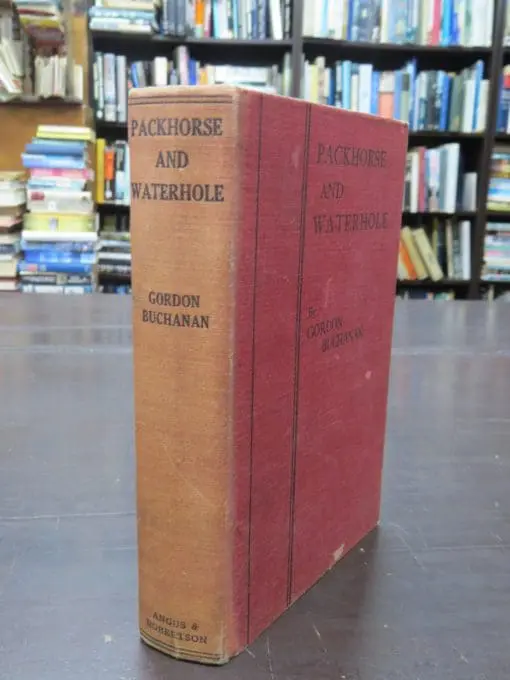 PACKHORSE
AND
WATERHOLE
GORDON
BUCHANAN
ANGUS &
ROBERTSON
PACKHORSE
AND
WATERHOLE
By
GORDON
BUCHANAN